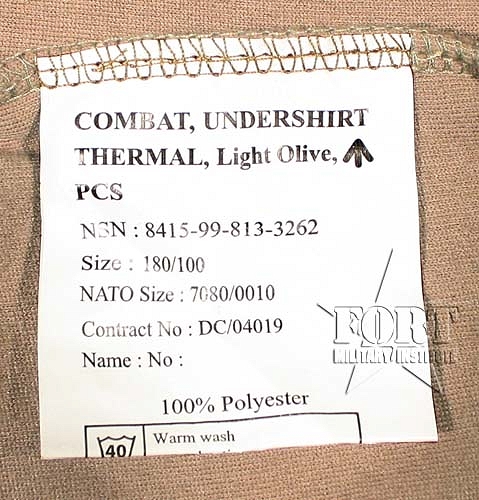 COMBAT, UNDERSHIRT
THERMAL, Light Olive,
PCS
NSN : 8415-99-813-3262
Size : 180/100
NATO Size : 7080/0010
Contract No : DC/04019
Name : No :
FORT
MILITARY
100% Polyester
40
Warm wash